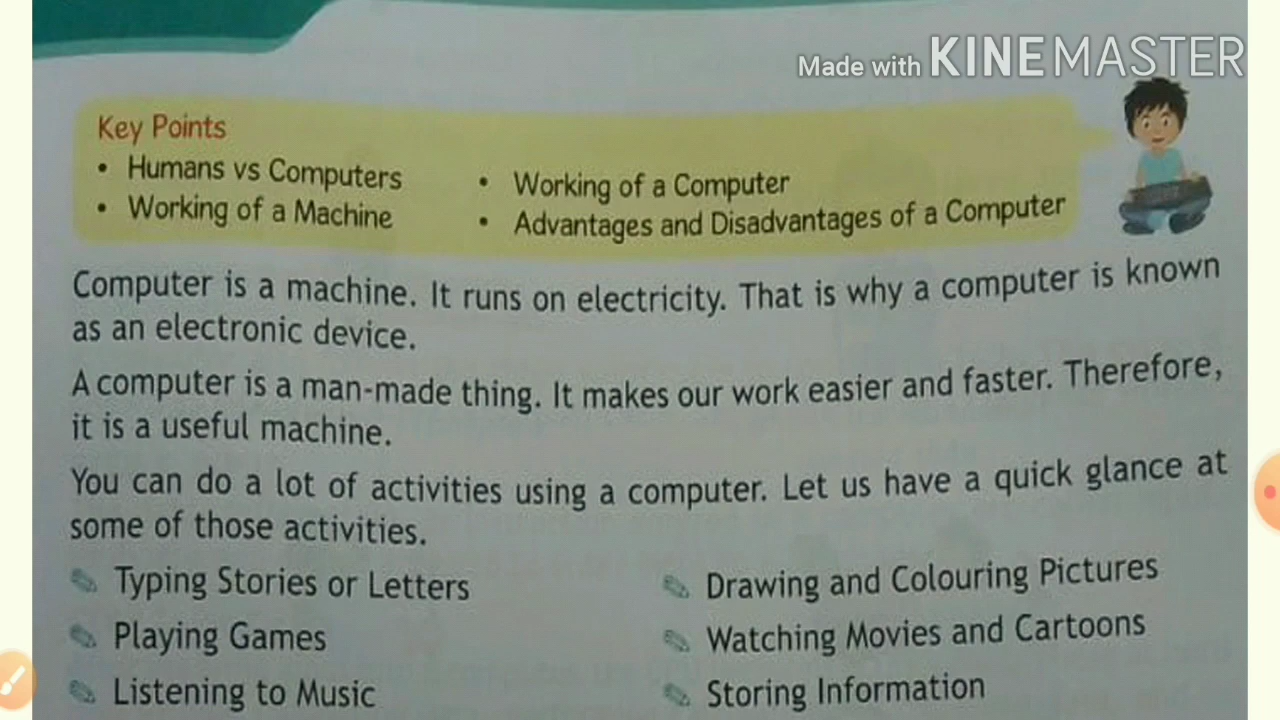 Made with KINEMASTER
Key Points
• Humans vs Computers
• Working of a Machine
• Working of a Computer
• Advantages and Disadvantages of a Computer
Computer is a machine. It runs on electricity. That is why a computer is known
as an electronic device.
A computer is a man-made thing. It makes our work easier and faster. Therefore,
it is a useful machine.
You can do a lot of activities using a computer. Let us have a quick glance at
some of those activities.
Typing Stories or Letters
Drawing and Colouring Pictures
Playing Games
Watching Movies and Cartoons
Listening to Music
Storing Information